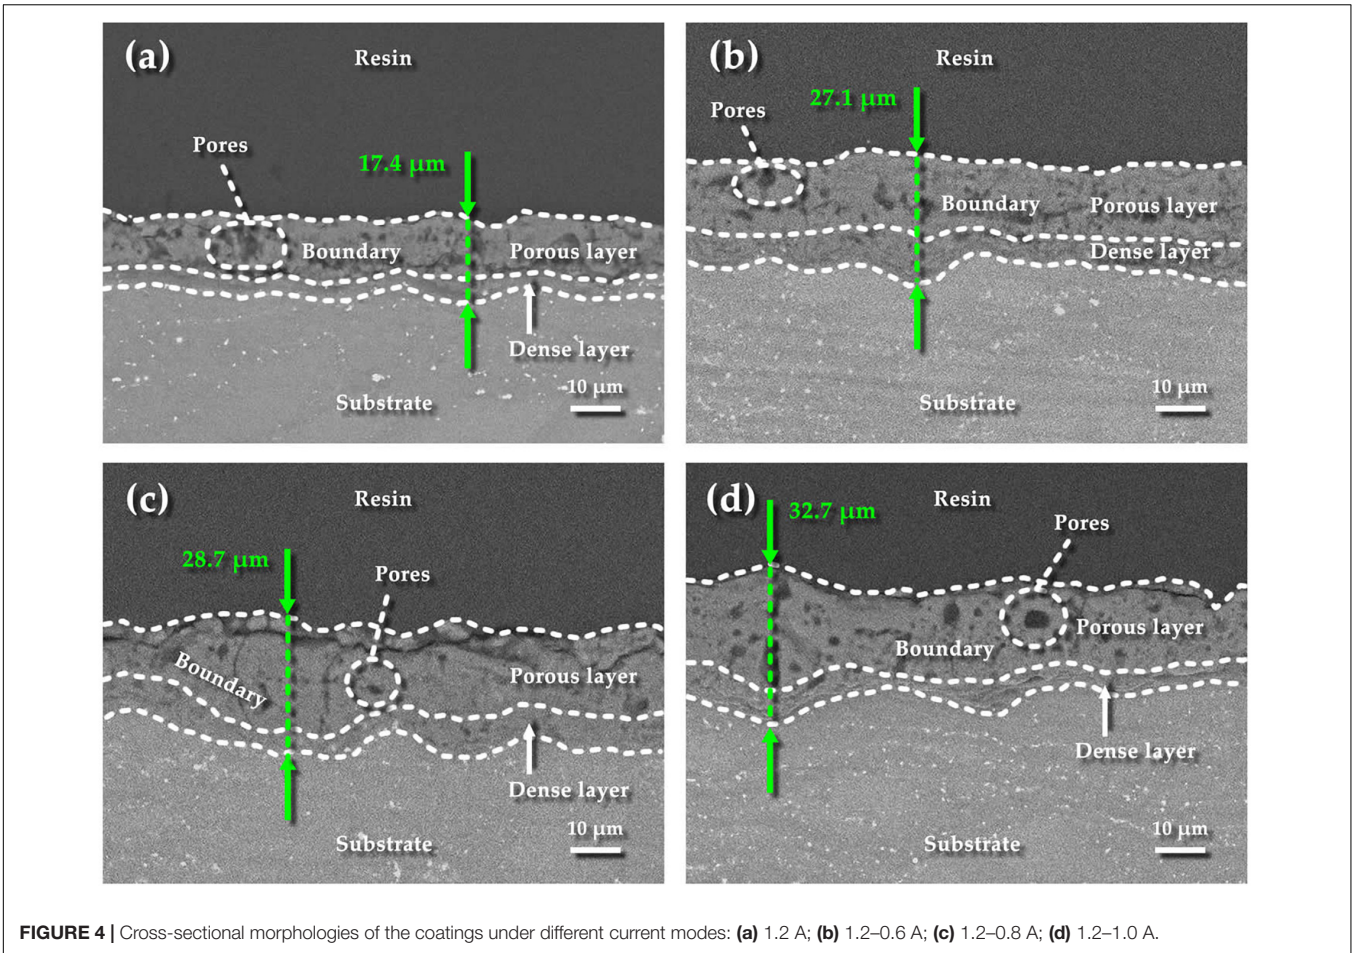 (a)
Resin
Pores
17.4 μm
Boundary
Porous layer
Dense layer
10 μm
Substrate
(b)
Resin
27.1 μm
Pores
Boundary
Porous layer
Dense layer
10 μm
Substrate
(c)
Resin
28.7 μm
Pores
Boundary
Porous layer
Dense layer
10 μm
Substrate
(d)
Resin
32.7 μm
Pores
Porous layer
Boundary
Dense layer
10 μm
Substrate
FIGURE 4 | Cross-sectional morphologies of the coatings under different current modes: (a) 1.2 A; (b) 1.2–0.6 A; (c) 1.2–0.8 A; (d) 1.2–1.0 A.